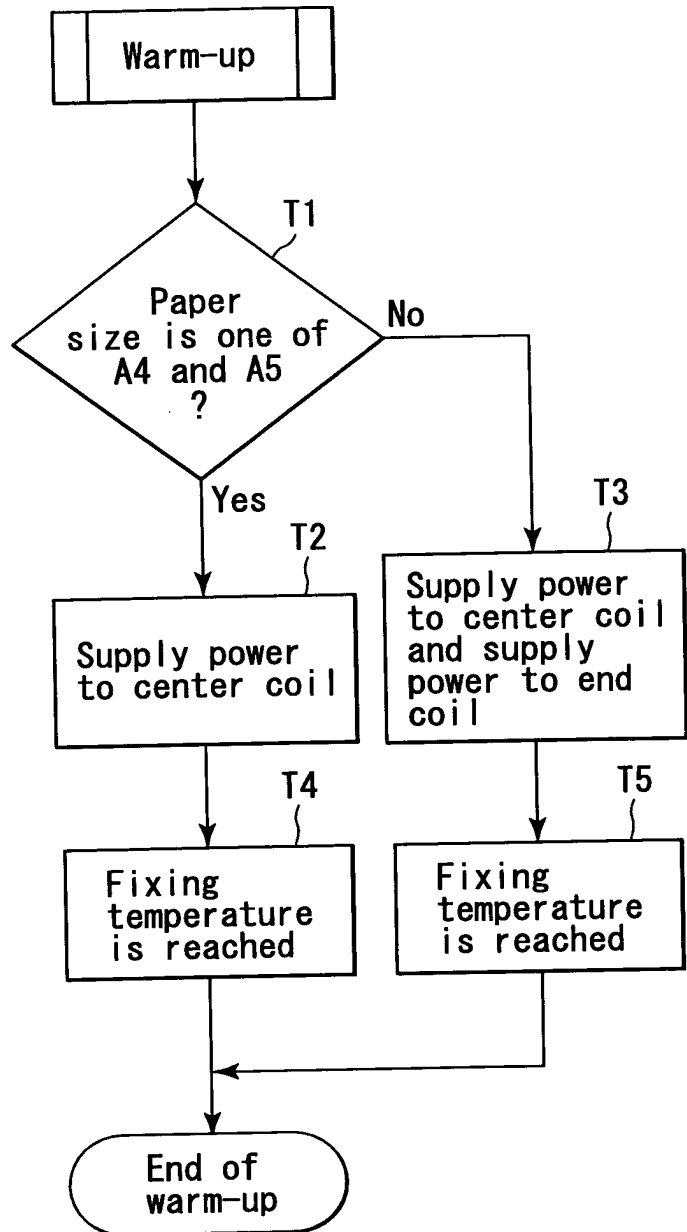 Warm-up
T1
Paper
size is one of
A4 and A5
?
No
Yes
T2
Supply power
to center coil
T3
Supply power
to center coil
and supply
power to end
coil
T4
Fixing
temperature
is reached
T5
Fixing
temperature
is reached
End of
warm-up